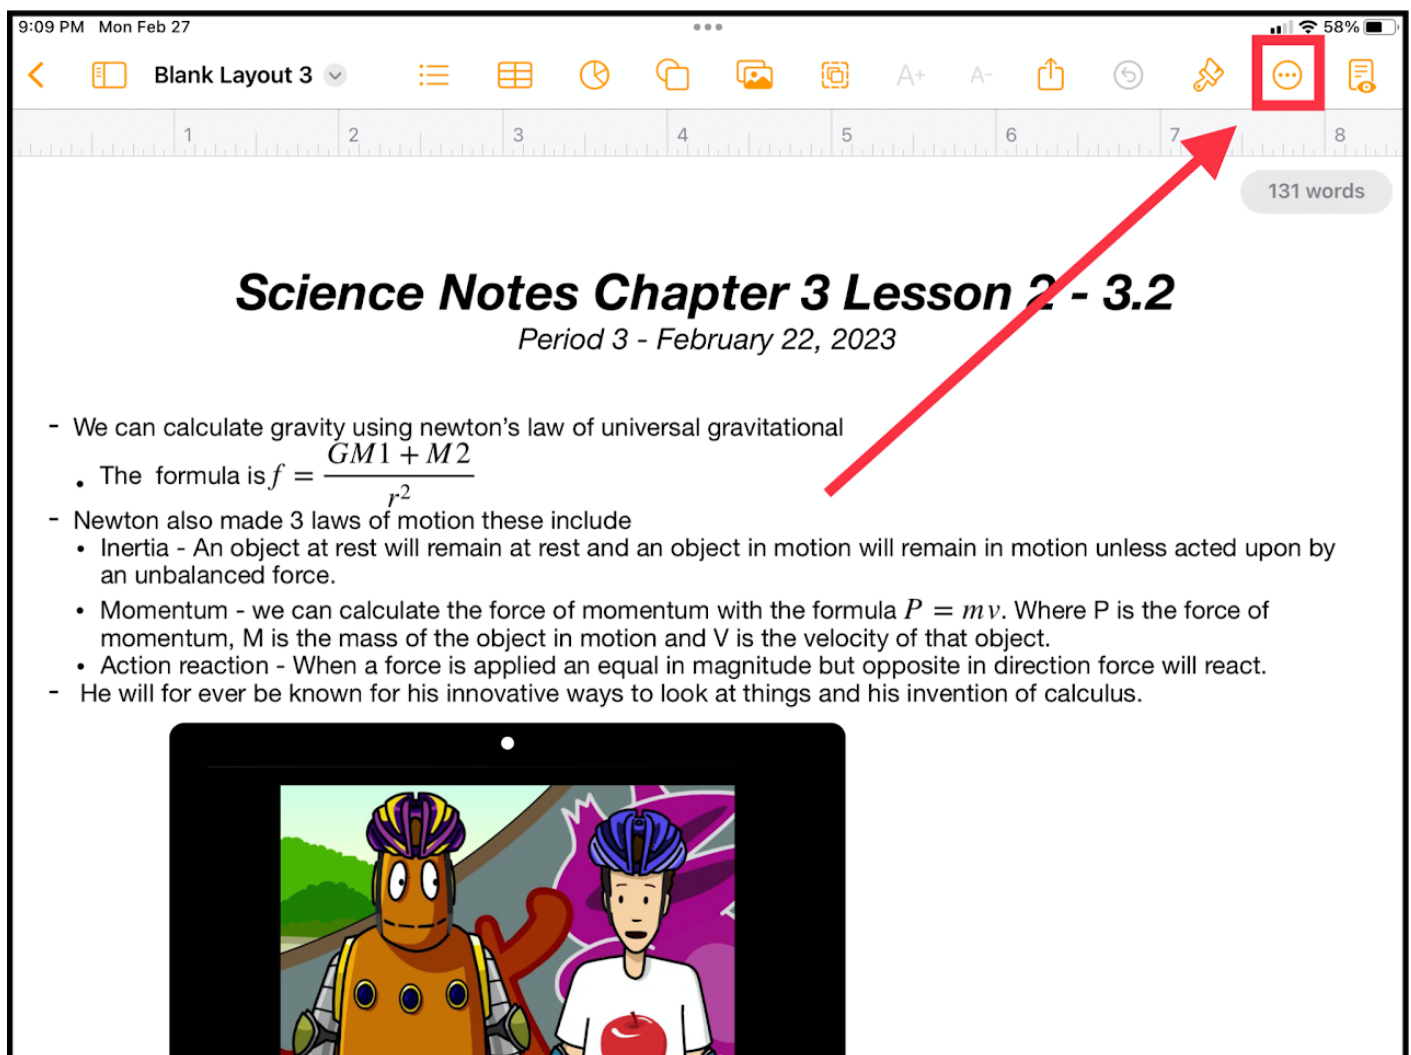 9:09 PM Mon Feb 27
58%
Blank Layout 3
A+ A-
1 2 3 4 5 6 7 8
131 words
Science Notes Chapter 3 Lesson 2 - 3.2
Period 3 - February 22, 2023
- We can calculate gravity using newton’s law of universal gravitational
• The formula is f = GM1 + M2 / r²
- Newton also made 3 laws of motion these include
• Inertia - An object at rest will remain at rest and an object in motion will remain in motion unless acted upon by
an unbalanced force.
• Momentum - we can calculate the force of momentum with the formula P = mv. Where P is the force of
momentum, M is the mass of the object in motion and V is the velocity of that object.
• Action reaction - When a force is applied an equal in magnitude but opposite in direction force will react.
- He will for ever be known for his innovative ways to look at things and his invention of calculus.